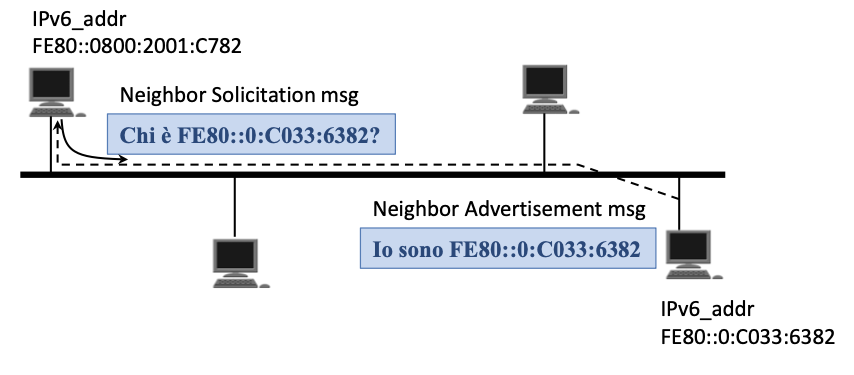 IPv6_addr
FE80::0800:2001:C782
Neighbor Solicitation msg
Chi è FE80::0:C033:6382?
Neighbor Advertisement msg
Io sono FE80::0:C033:6382
IPv6_addr
FE80::0:C033:6382